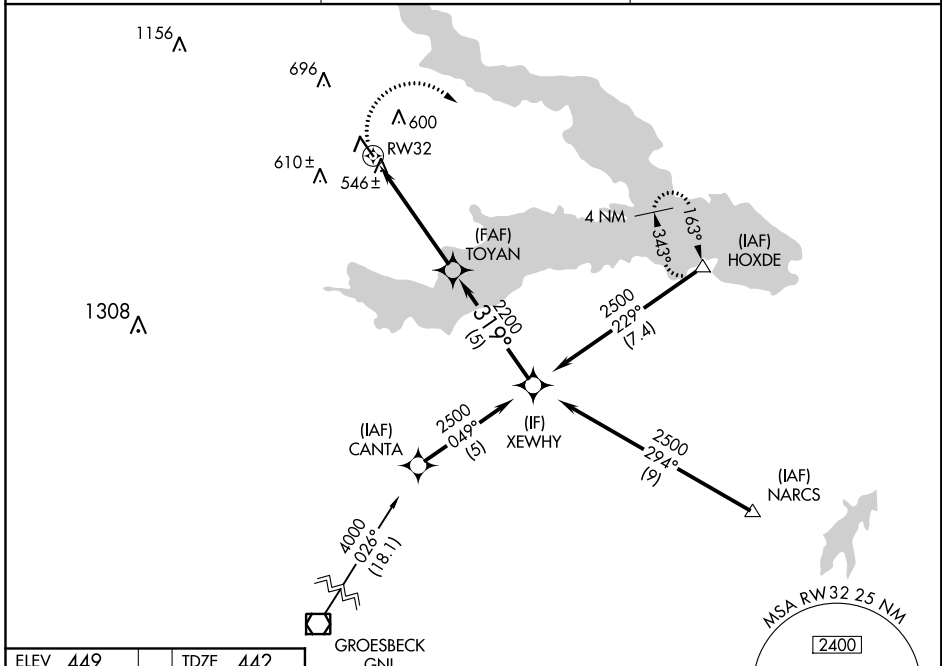 1156
696
600
RW32
610±
546±
4 NM
163°
343°
(IAF)
HOXDE
(FAF)
TOYAN
1308
2200
319°
(5)
2500
229°
(7.4)
(IF)
XEWHY
(IAF)
CANTA
2500
049°
(5)
2500
294°
(9)
(IAF)
NARCS
4000
026°
(18.1)
MSA RW32 25 NM
2400
GROESBECK
GNL
ELEV 449 TDZE 442